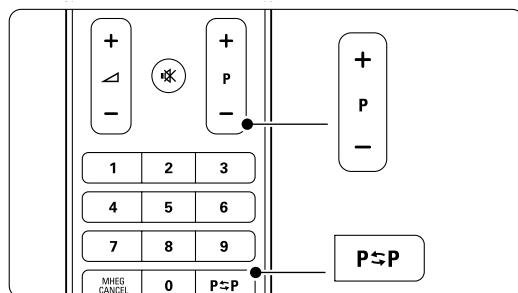 + + +
P P
− − −
1 2 3
4 5 6
7 8 9
P⇆P
MHEG
CANCEL 0 P⇆P